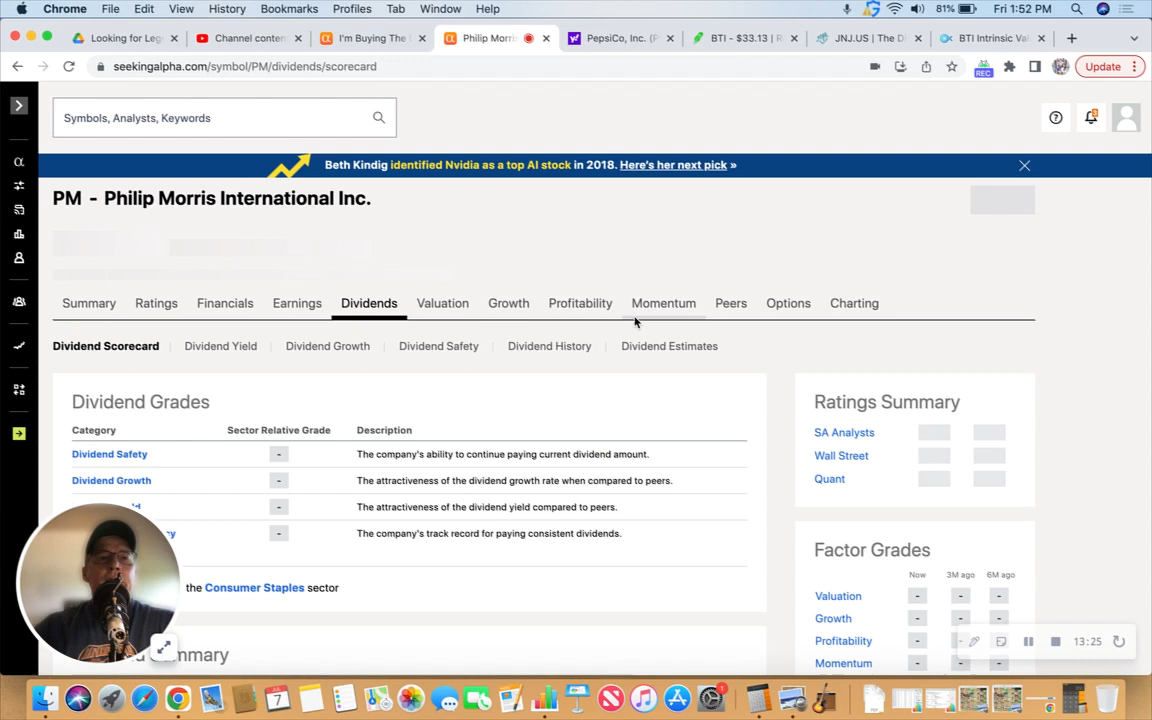 Chrome File Edit View History Bookmarks Profiles Tab Window Help 81% Fri 1:52 PM
Looking for Leg
Channel conten
I'm Buying The
Philip Morri
PepsiCo, Inc. (P
BTI - $33.13 | R
JNJ.US | The Di
BTI Intrinsic Va
seekingalpha.com/symbol/PM/dividends/scorecard
REC
Update
Symbols, Analysts, Keywords
Beth Kindig identified Nvidia as a top AI stock in 2018. Here's her next pick »
PM - Philip Morris International Inc.
Summary Ratings Financials Earnings Dividends Valuation Growth Profitability Momentum Peers Options Charting
Dividend Scorecard Dividend Yield Dividend Growth Dividend Safety Dividend History Dividend Estimates
Dividend Grades
Category Sector Relative Grade Description
Dividend Safety - The company's ability to continue paying current dividend amount.
Dividend Growth - The attractiveness of the dividend growth rate when compared to peers.
- The attractiveness of the dividend yield compared to peers.
- The company's track record for paying consistent dividends.
the Consumer Staples sector
Summary
Ratings Summary
SA Analysts
Wall Street
Quant
Factor Grades
Now 3M ago 6M ago
Valuation - - -
Growth - - -
Profitability - - -
Momentum - - -
13:25